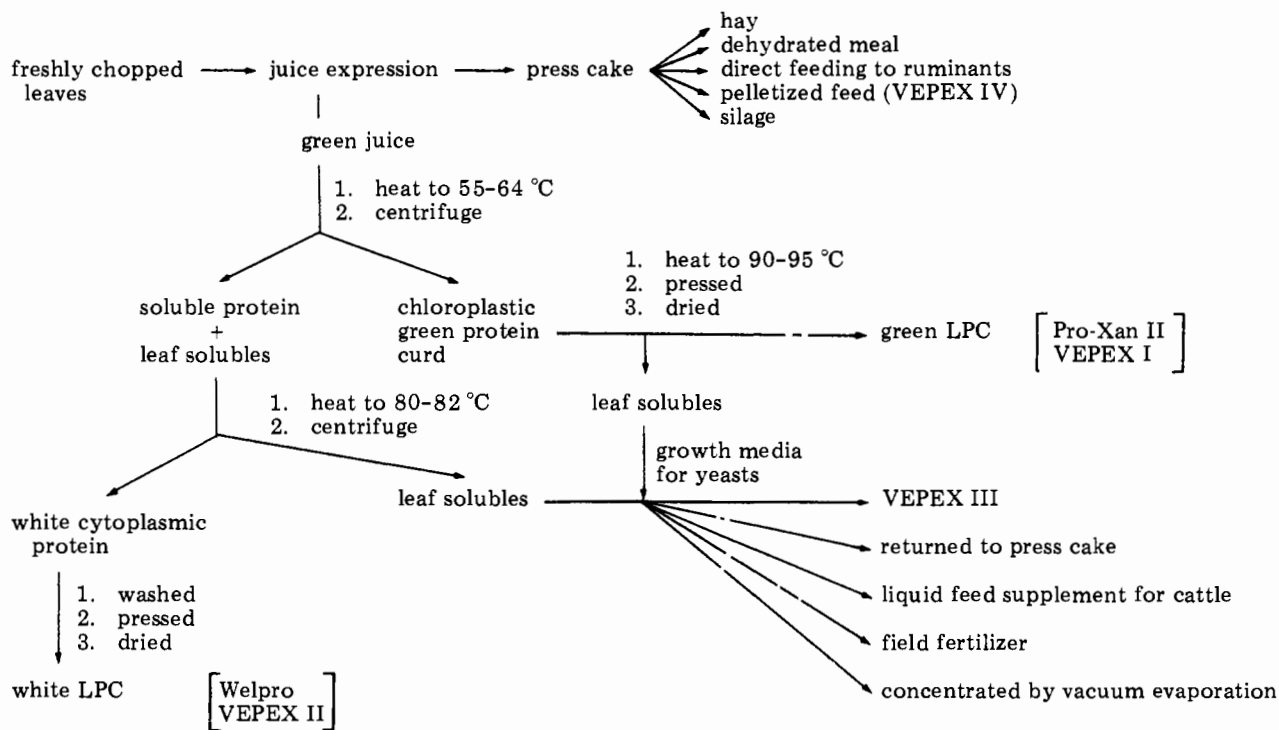 hay
dehydrated meal
freshly chopped
leaves
juice expression
press cake
direct feeding to ruminants
pelletized feed (VEPEX IV)
silage
green juice
1. heat to 55-64 °C
2. centrifuge
1. heat to 90-95 °C
2. pressed
3. dried
soluble protein
+
leaf solubles
chloroplastic
green protein
curd
green LPC
[Pro-Xan II
VEPEX I]
1. heat to 80-82 °C
2. centrifuge
leaf solubles
growth media
for yeasts
leaf solubles
VEPEX III
white cytoplasmic
protein
returned to press cake
1. washed
2. pressed
3. dried
liquid feed supplement for cattle
field fertilizer
white LPC
[Welpro
VEPEX II]
concentrated by vacuum evaporation